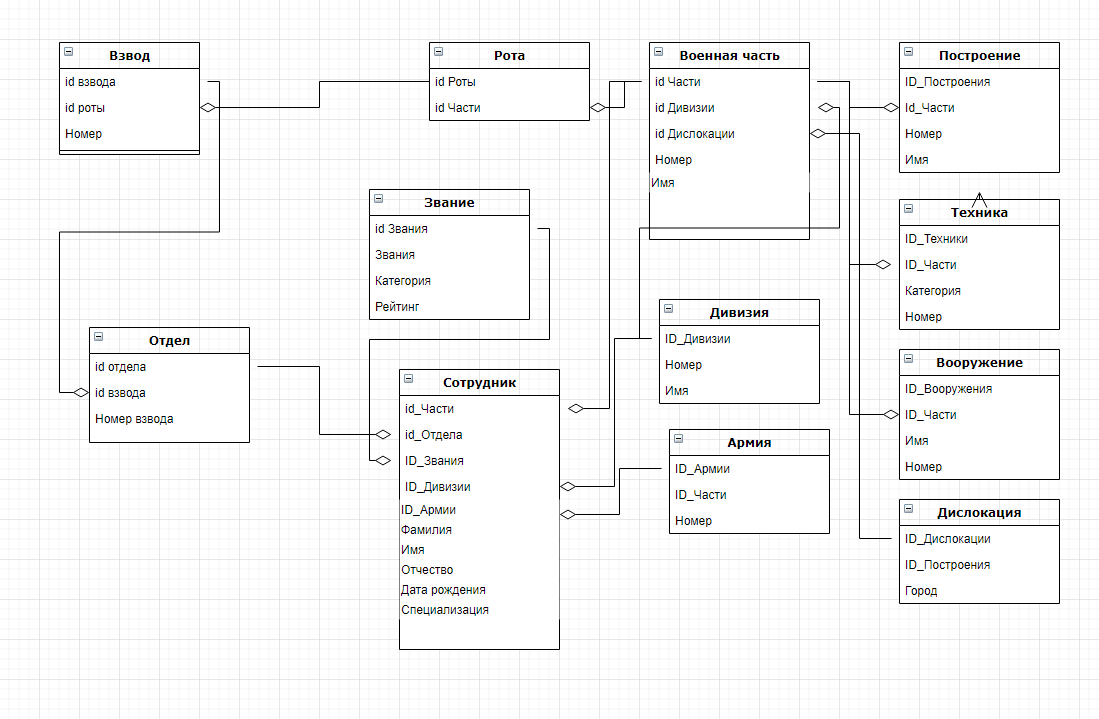 Взвод
id взвода
id роты
Номер
Рота
id Роты
id Части
Военная часть
id Части
id Дивизии
id Дислокации
Номер
Имя
Построение
ID_Построения
Id_Части
Номер
Имя
Звание
id Звания
Звания
Категория
Рейтинг
Техника
ID_Техники
ID_Части
Категория
Номер
Отдел
id отдела
id взвода
Номер взвода
Сотрудник
id_Части
id_Отдела
ID_Звания
ID_Дивизии
ID_Армии
Фамилия
Имя
Отчество
Дата рождения
Специализация
Дивизия
ID_Дивизии
Номер
Имя
Армия
ID_Армии
ID_Части
Номер
Вооружение
ID_Вооружения
ID_Части
Имя
Номер
Дислокация
ID_Дислокации
ID_Построения
Город